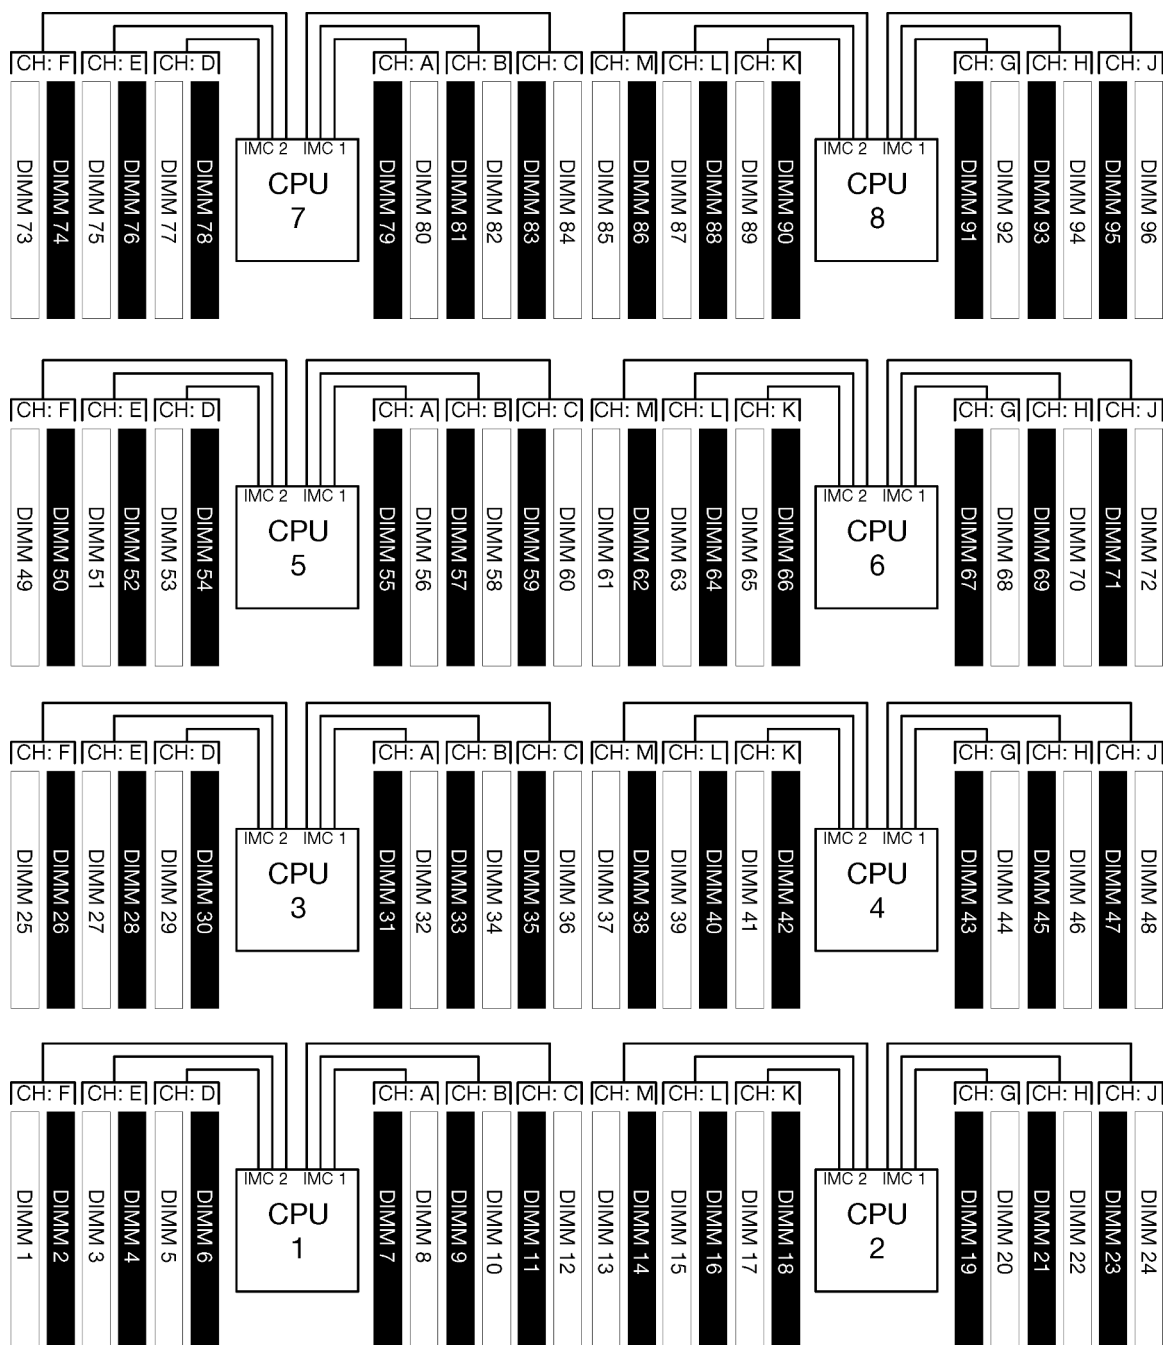 CH: F CH: E CH: D CH: A CH: B CH: C CH: M CH: L CH: K CH: G CH: H CH: J
IMC 2 IMC 1 IMC 2 IMC 1
CPU 7
CPU 8
DIMM 73
DIMM 74
DIMM 75
DIMM 76
DIMM 77
DIMM 78
DIMM 79
DIMM 80
DIMM 81
DIMM 82
DIMM 83
DIMM 84
DIMM 85
DIMM 86
DIMM 87
DIMM 88
DIMM 89
DIMM 90
DIMM 91
DIMM 92
DIMM 93
DIMM 94
DIMM 95
DIMM 96
CH: F CH: E CH: D CH: A CH: B CH: C CH: M CH: L CH: K CH: G CH: H CH: J
IMC 2 IMC 1 IMC 2 IMC 1
CPU 5
CPU 6
DIMM 49
DIMM 50
DIMM 51
DIMM 52
DIMM 53
DIMM 54
DIMM 55
DIMM 56
DIMM 57
DIMM 58
DIMM 59
DIMM 60
DIMM 61
DIMM 62
DIMM 63
DIMM 64
DIMM 65
DIMM 66
DIMM 67
DIMM 68
DIMM 69
DIMM 70
DIMM 71
DIMM 72
CH: F CH: E CH: D CH: A CH: B CH: C CH: M CH: L CH: K CH: G CH: H CH: J
IMC 2 IMC 1 IMC 2 IMC 1
CPU 3
CPU 4
DIMM 25
DIMM 26
DIMM 27
DIMM 28
DIMM 29
DIMM 30
DIMM 31
DIMM 32
DIMM 33
DIMM 34
DIMM 35
DIMM 36
DIMM 37
DIMM 38
DIMM 39
DIMM 40
DIMM 41
DIMM 42
DIMM 43
DIMM 44
DIMM 45
DIMM 46
DIMM 47
DIMM 48
CH: F CH: E CH: D CH: A CH: B CH: C CH: M CH: L CH: K CH: G CH: H CH: J
IMC 2 IMC 1 IMC 2 IMC 1
CPU 1
CPU 2
DIMM 1
DIMM 2
DIMM 3
DIMM 4
DIMM 5
DIMM 6
DIMM 7
DIMM 8
DIMM 9
DIMM 10
DIMM 11
DIMM 12
DIMM 13
DIMM 14
DIMM 15
DIMM 16
DIMM 17
DIMM 18
DIMM 19
DIMM 20
DIMM 21
DIMM 22
DIMM 23
DIMM 24